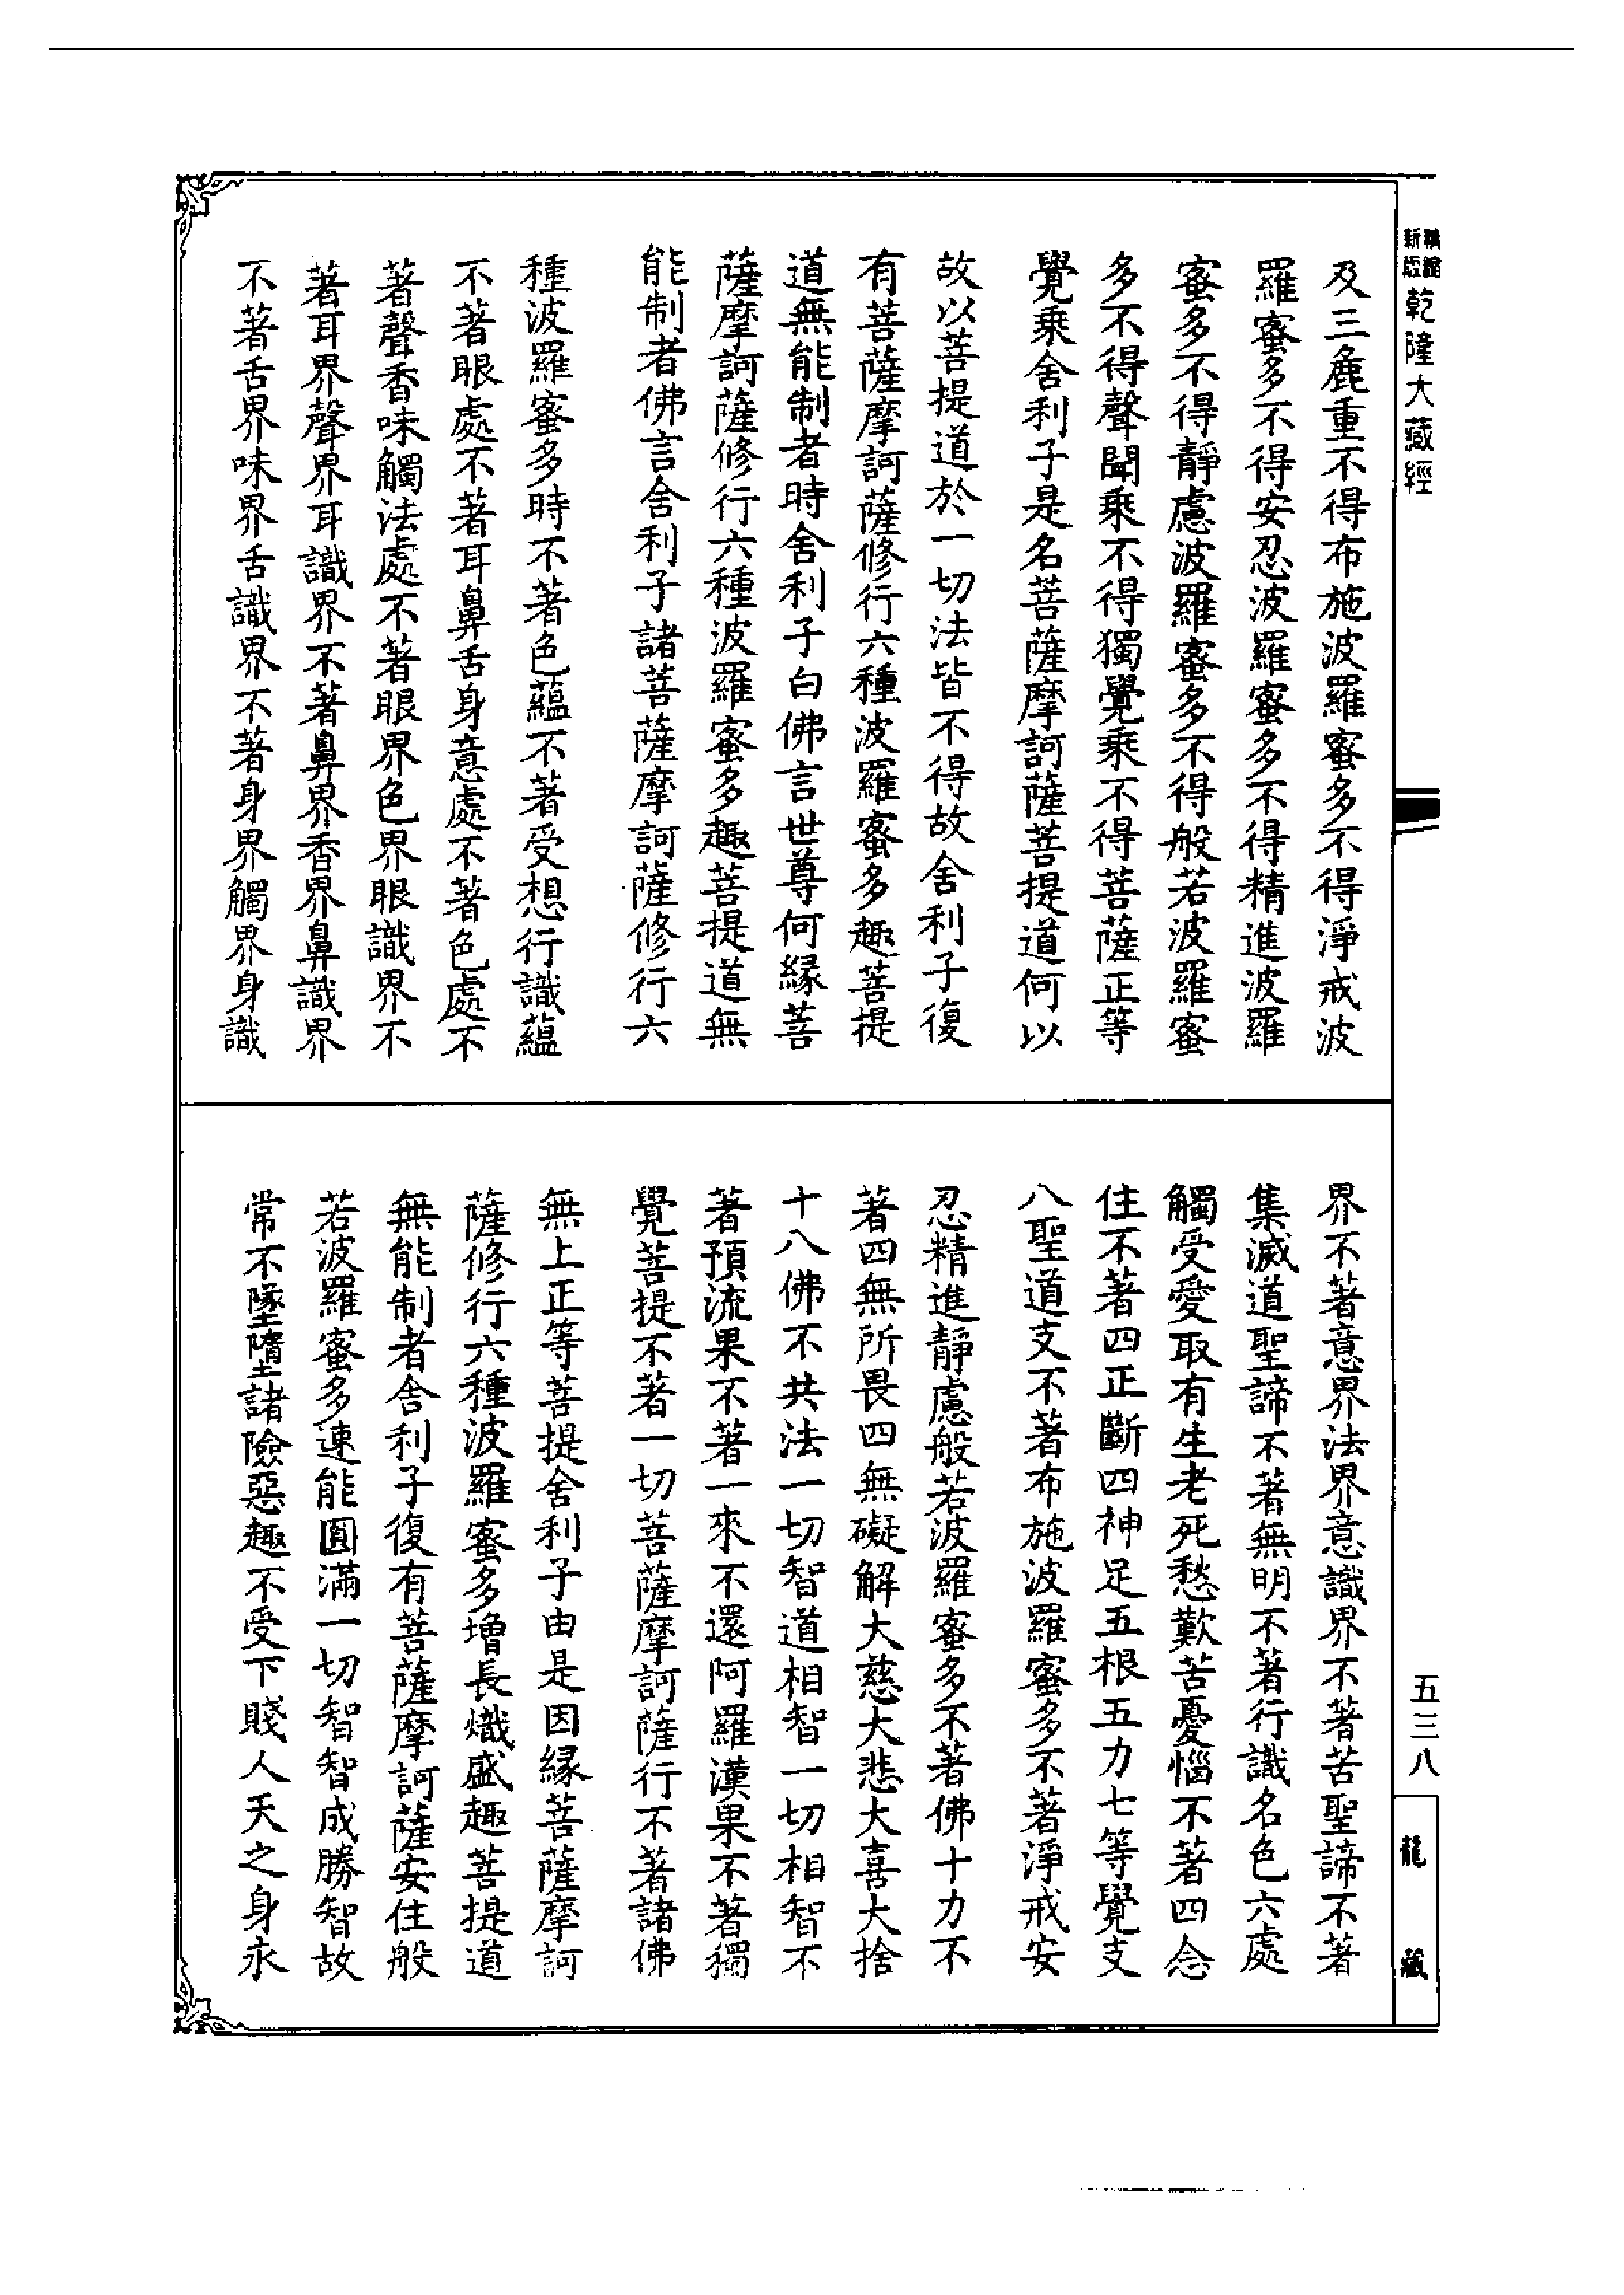 乾隆大藏經
及三麁重不得布施波羅蜜多不得淨戒波
羅蜜多不得安忍波羅蜜多不得精進波羅
蜜多不得靜慮波羅蜜多不得般若波羅蜜
多不得聲聞乘不得獨覺乘不得菩薩正等
覺乘舍利子是名菩薩摩訶薩菩提道何以
故以菩提道於一切法皆不得故舍利子復
有菩薩摩訶薩修行六種波羅蜜多趣菩提
道無能制者時舍利子白佛言世尊何緣菩
薩摩訶薩修行六種波羅蜜多趣菩提道無
能制者佛言舍利子諸菩薩摩訶薩修行六
種波羅蜜多時不著色蘊不著受想行識蘊
不著眼處不著耳鼻舌身意處不著色處不
著聲香味觸法處不著眼界色界眼識界不
著耳界聲界耳識界不著鼻界香界鼻識界
不著舌界味界舌識界不著身界觸界身識
界不著意界法界意識界不著苦聖諦不著
集滅道聖諦不著無明不著行識名色六處
觸受愛取有生老死愁歎苦憂惱不著四念
住不著四正斷四神足五根五力七等覺支
八聖道支不著布施波羅蜜多不著淨戒安
忍精進靜慮般若波羅蜜多不著佛十力不
著四無所畏四無礙解大慈大悲大喜大捨
十八佛不共法一切智道相智一切相智不
著預流果不著一來不還阿羅漢果不著獨
覺菩提不著一切菩薩摩訶薩行不著諸佛
無上正等菩提舍利子由是因緣菩薩摩訶
薩修行六種波羅蜜多增長熾盛趣菩提道
無能制者舍利子復有菩薩摩訶薩安住般
若波羅蜜多速能圓滿一切智智成勝智故
常不墜墮諸險惡趣不受下賤人天之身永
五三八
龍藏